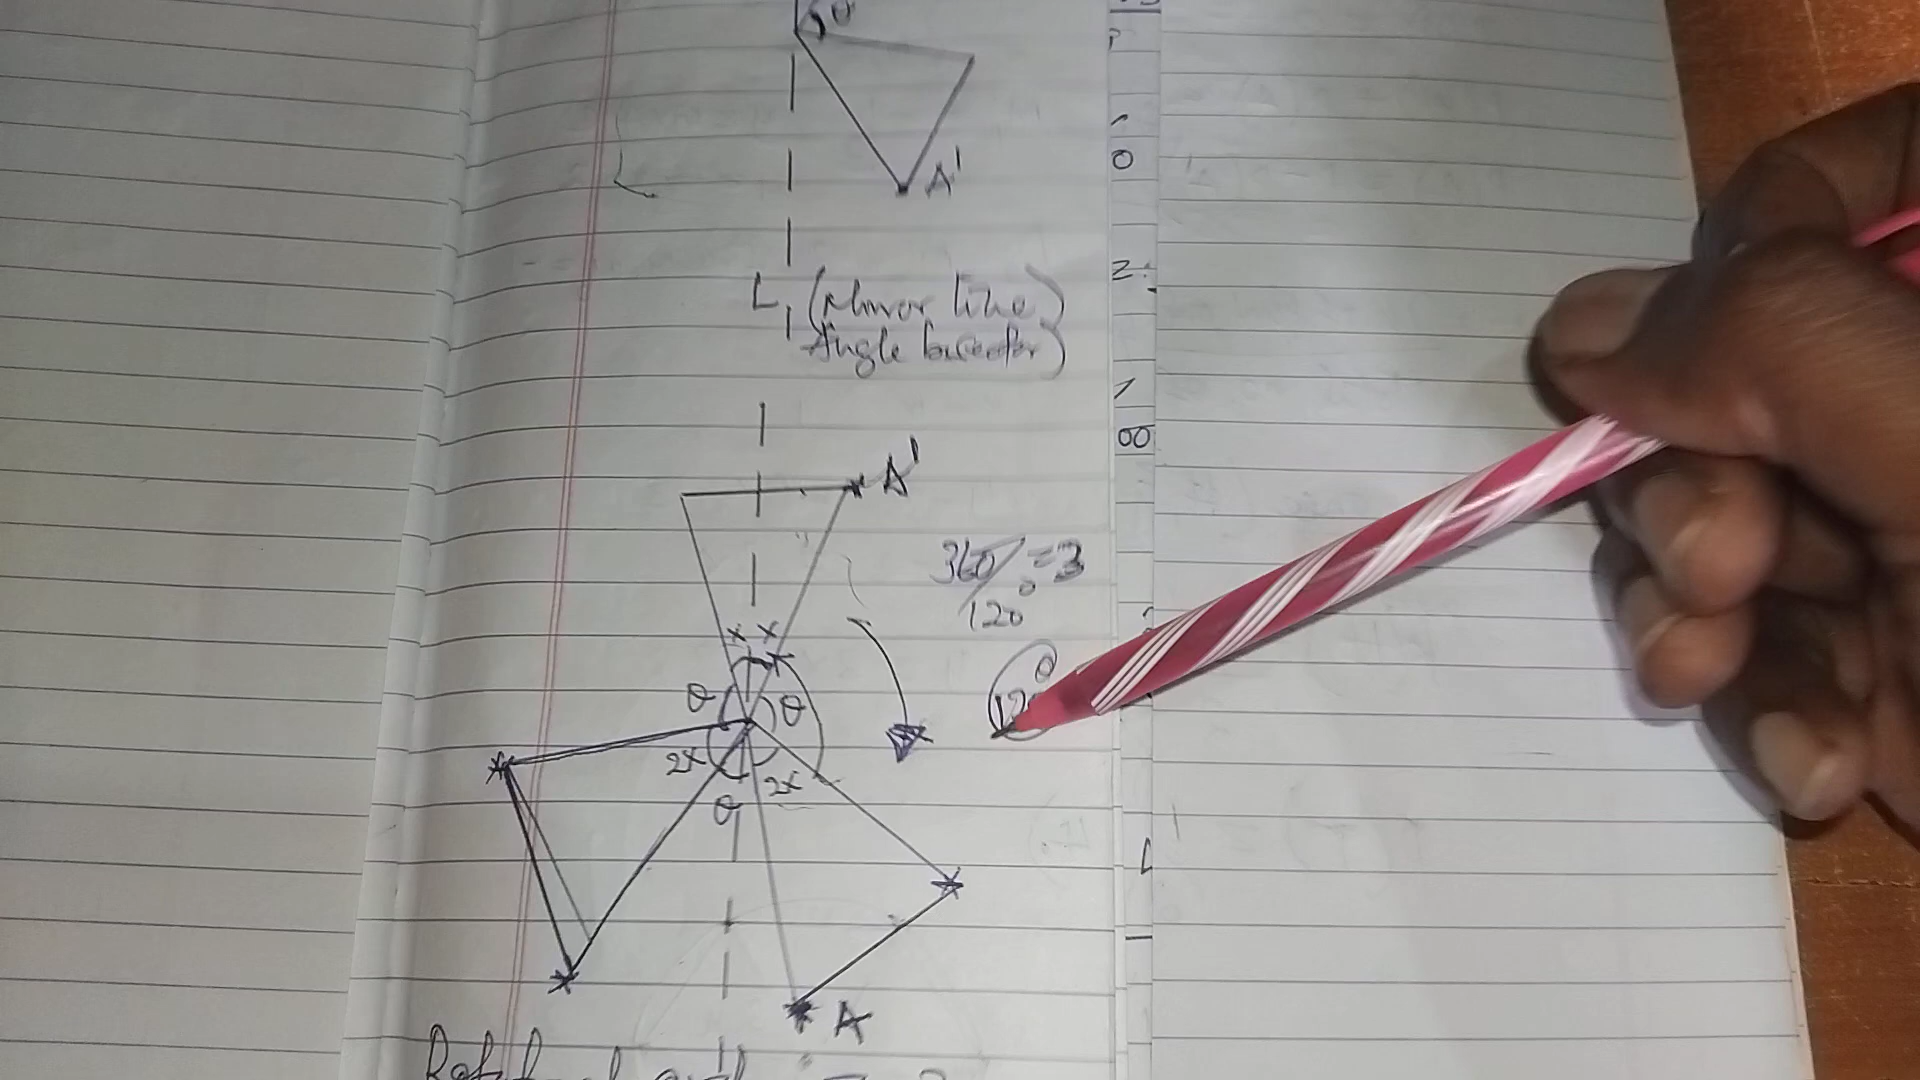 θ
A'
L1 (Mirror line)
Angle bisector)
A'
360/120° = 3
x x
120°
θ θ
2x 2x
θ
A